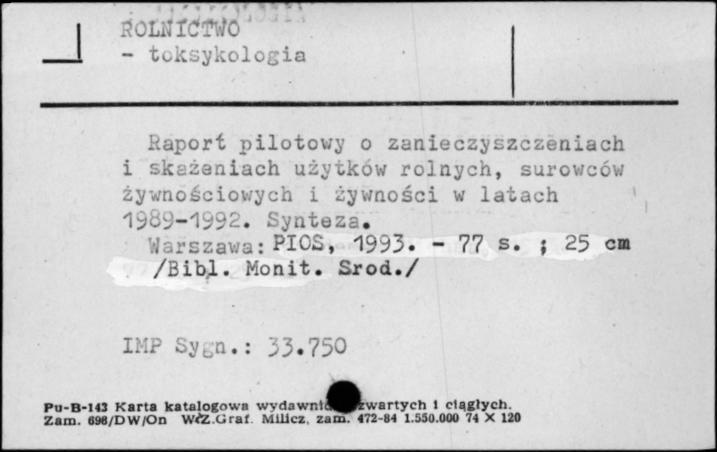 ROLNICTWO
- toksykologia
Raport pilotowy o zanieczyszczeniach
i skażeniach użytków rolnych, surowców
żywnościowych i żywności w latach
1989-1992. Synteza.
Warszawa: PIOS, 1993. - 77 s. ; 25 cm
/Bibl. Monit. Srod./
IMP Sygn.: 33.750
Pu-B-143 Karta katalogowa zwartych i ciągłych.
Zam. 698/DW/On WZ.Graf. Milicz, zam. 472-84 1.550.000 74 X 120